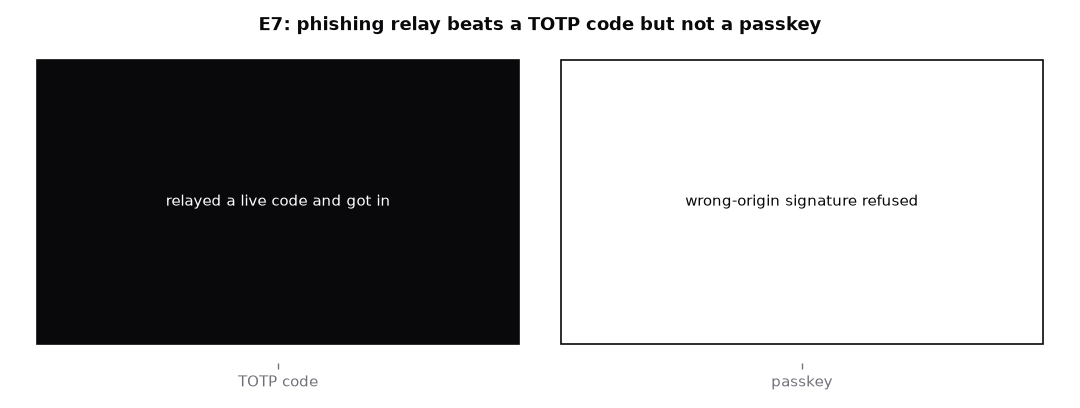 E7: phishing relay beats a TOTP code but not a passkey
relayed a live code and got in
wrong-origin signature refused
TOTP code
passkey